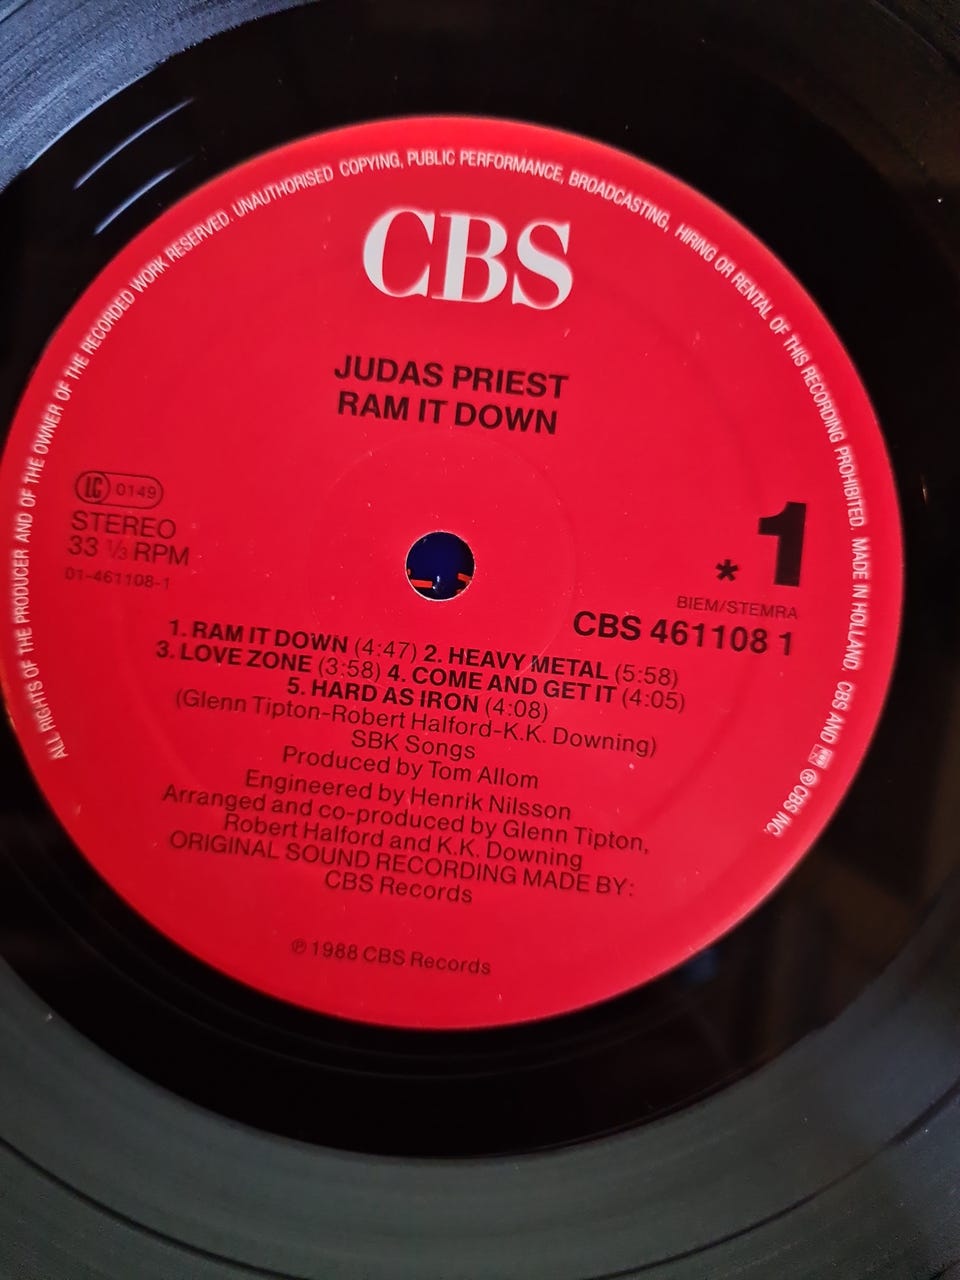 ALL RIGHTS OF THE PRODUCER AND OF THE OWNER OF THE RECORDED WORK RESERVED. UNAUTHORISED COPYING, PUBLIC PERFORMANCE, BROADCASTING, HIRING OR RENTAL OF THIS RECORDING PROHIBITED. MADE IN HOLLAND. CBS AND ® CBS INC.
CBS
JUDAS PRIEST
RAM IT DOWN
LC 0149
STEREO
33 1/3 RPM
01-461108-1
1
*
BIEM/STEMRA
CBS 461108 1
1. RAM IT DOWN (4:47) 2. HEAVY METAL (5:58)
3. LOVE ZONE (3:58) 4. COME AND GET IT (4:05)
5. HARD AS IRON (4:08)
(Glenn Tipton-Robert Halford-K.K. Downing)
SBK Songs
Produced by Tom Allom
Engineered by Henrik Nilsson
Arranged and co-produced by Glenn Tipton,
Robert Halford and K.K. Downing
ORIGINAL SOUND RECORDING MADE BY:
CBS Records
℗ 1988 CBS Records